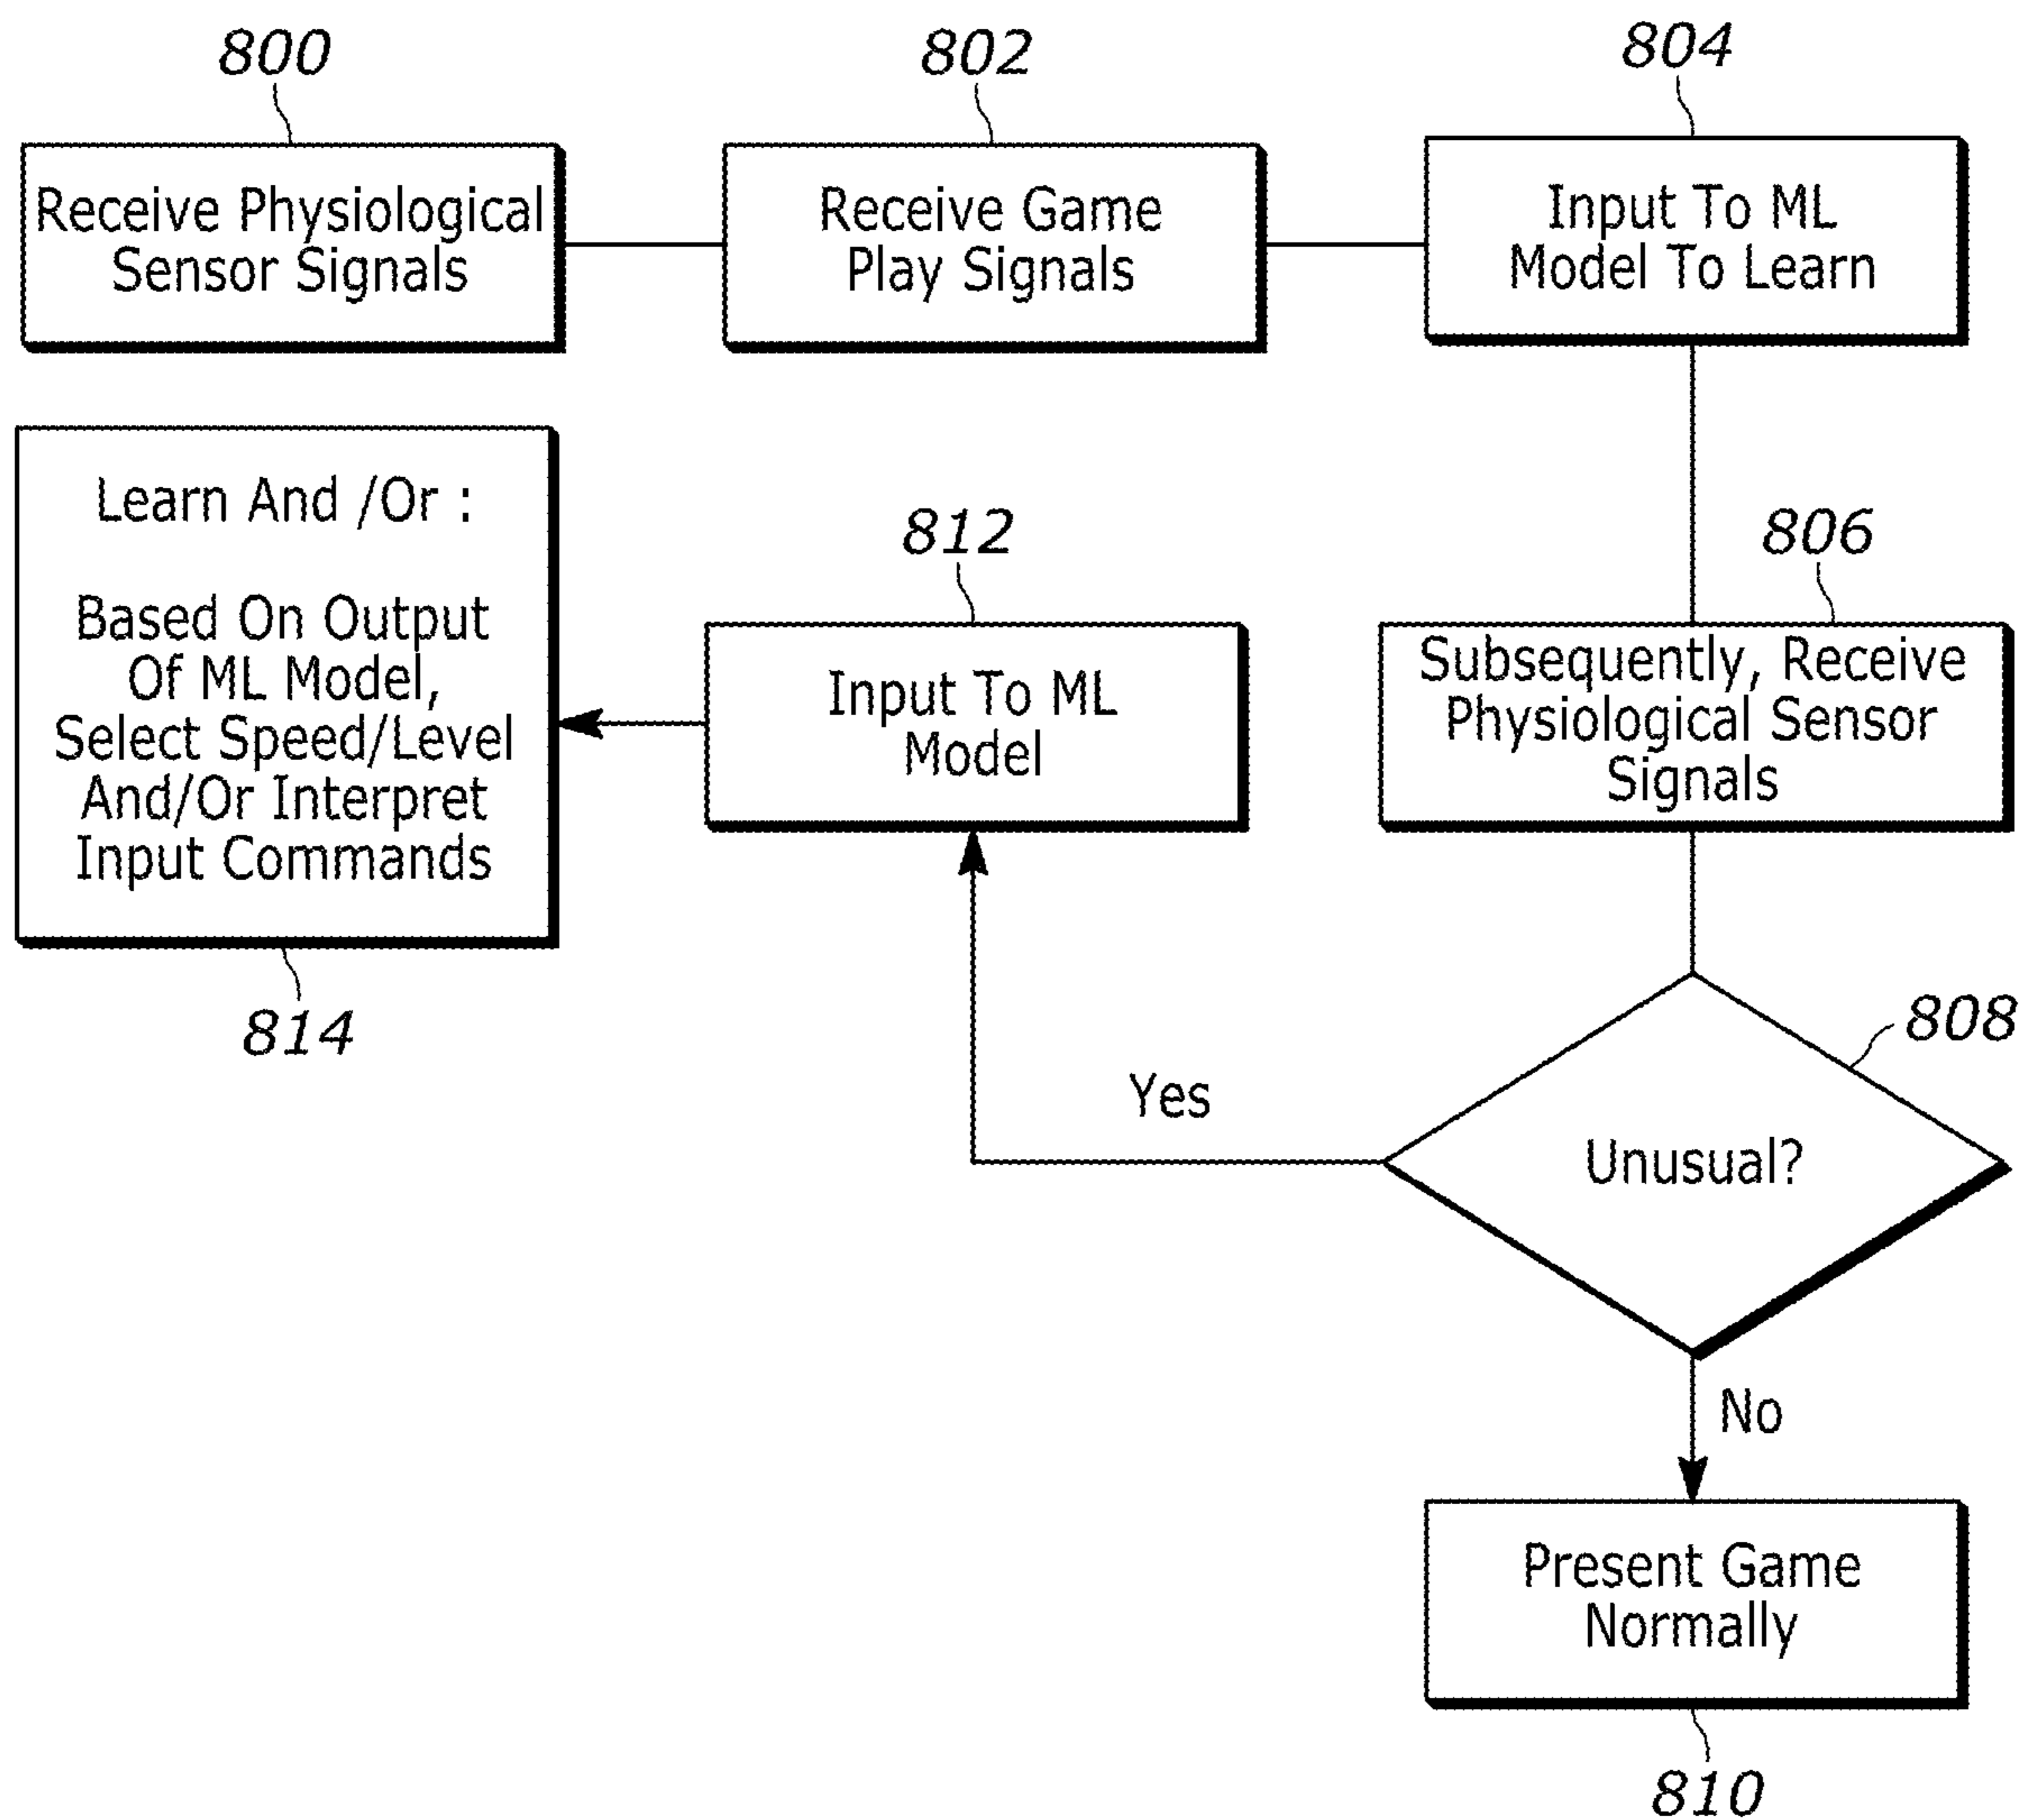 800
Receive Physiological
Sensor Signals
802
Receive Game
Play Signals
804
Input To ML
Model To Learn
806
Subsequently, Receive
Physiological Sensor
Signals
808
Unusual?
Yes
No
Present Game
Normally
810
812
Input To ML
Model
Learn And /Or :
Based On Output
Of ML Model,
Select Speed/Level
And/Or Interpret
Input Commands
814